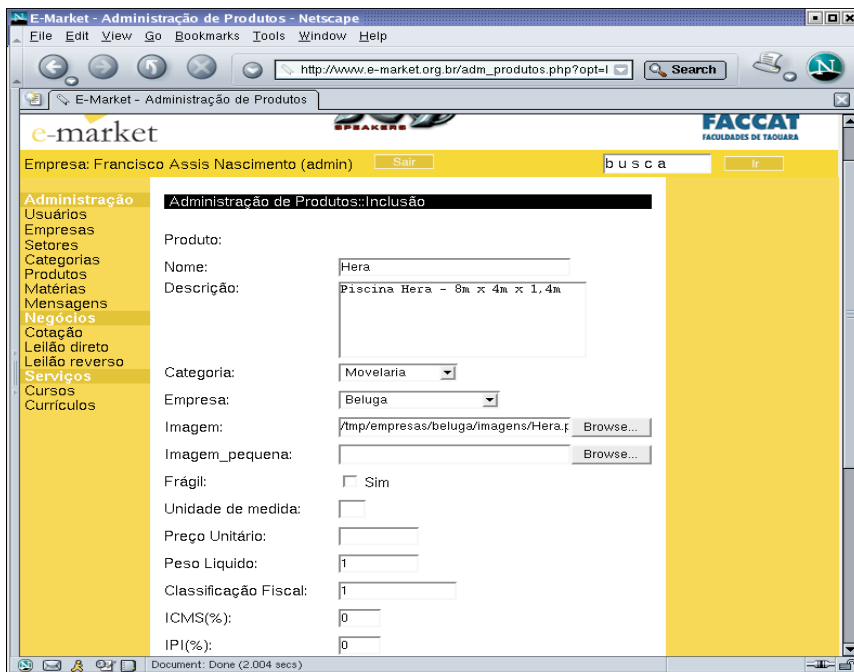 E-Market - Administração de Produtos - Netscape
File Edit View Go Bookmarks Tools Window Help
http://www.e-market.org.br/adm_produtos.php?opt=I
Search
N
E-Market - Administração de Produtos
e-market
SPEAKERS
FACCAT
FACULDADES DE TAQUARA
Empresa: Francisco Assis Nascimento (admin)
Sair
busca
Ir
Administração
Usuários
Empresas
Setores
Categorias
Produtos
Matérias
Mensagens
Negócios
Cotação
Leilão direto
Leilão reverso
Serviços
Cursos
Currículos
Administração de Produtos::Inclusão
Produto:
Nome: Hera
Descrição: Piscina Hera - 8m x 4m x 1,4m
Categoria: Movelaria
Empresa: Beluga
Imagem: /tmp/empresas/beluga/imagens/Hera.p Browse...
Imagem_pequena: Browse...
Frágil: Sim
Unidade de medida:
Preço Unitário:
Peso Liquido: 1
Classificação Fiscal: 1
ICMS(%): 0
IPI(%): 0
Document: Done (2.004 secs)